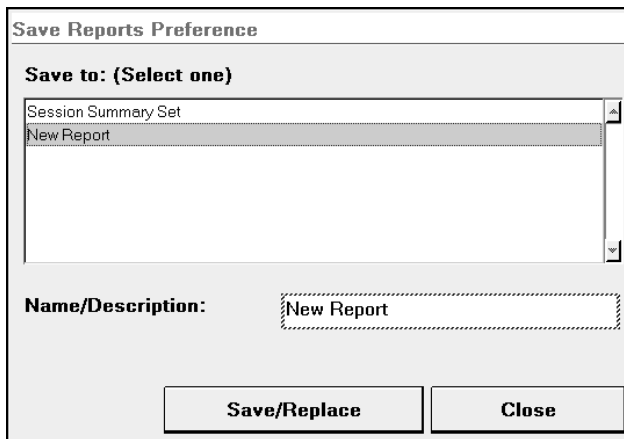 Save Reports Preference
Save to: (Select one)
Session Summary Set
New Report
Name/Description: New Report
Save/Replace Close